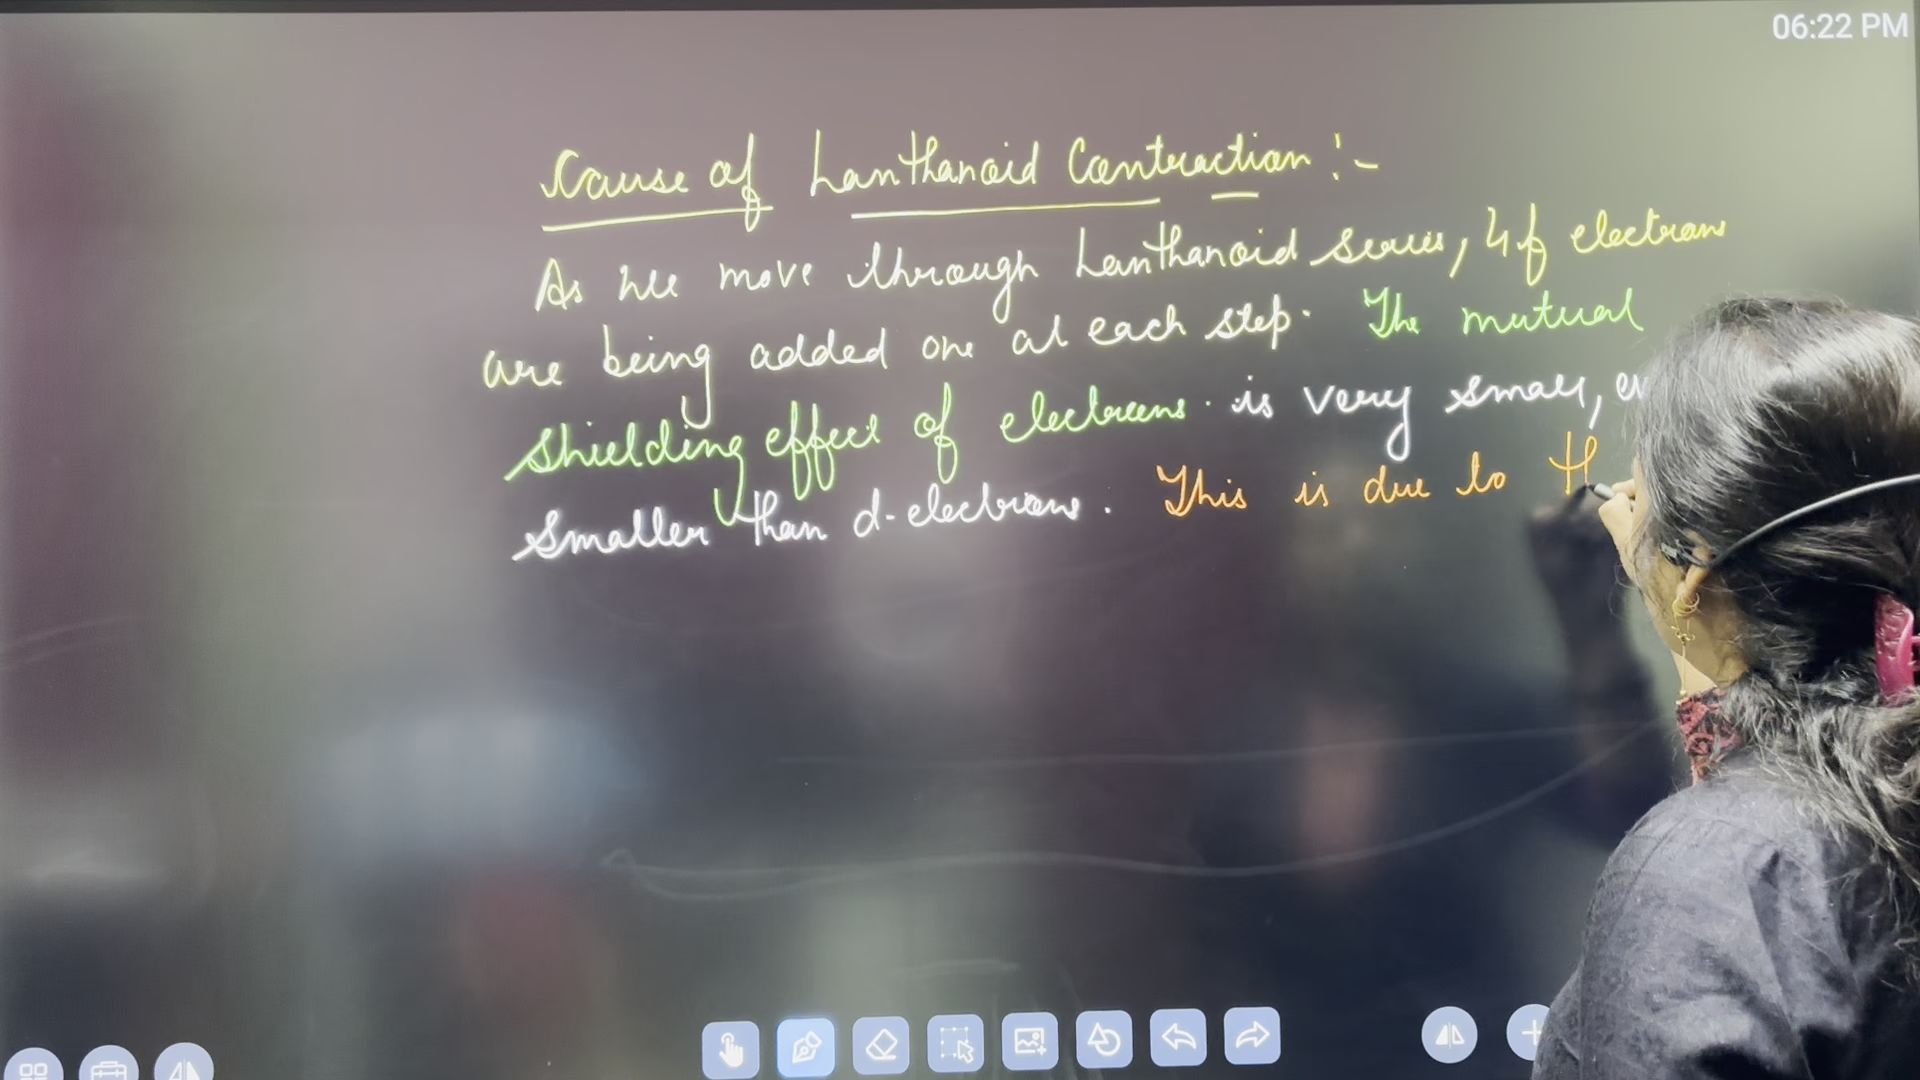 06:22 PM
Cause of Lanthanoid Contraction :-
As we move through Lanthanoid series, 4f electrons
are being added one at each step. The mutual
shielding effect of electrons is very small,
smaller than d-electrons. This is due to